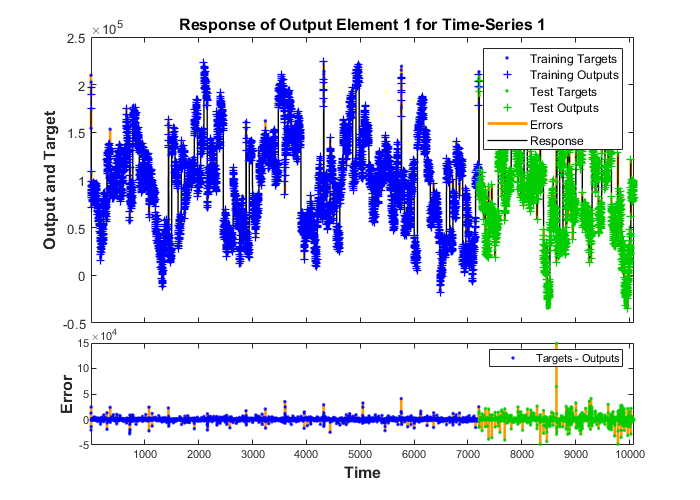 Response of Output Element 1 for Time-Series 1
×10^5
2.5
2
1.5
1
0.5
0
-0.5
Output and Target
Training Targets
Training Outputs
Test Targets
Test Outputs
Errors
Response
×10^4
15
10
5
0
-5
Error
Targets - Outputs
1000 2000 3000 4000 5000 6000 7000 8000 9000 10000
Time